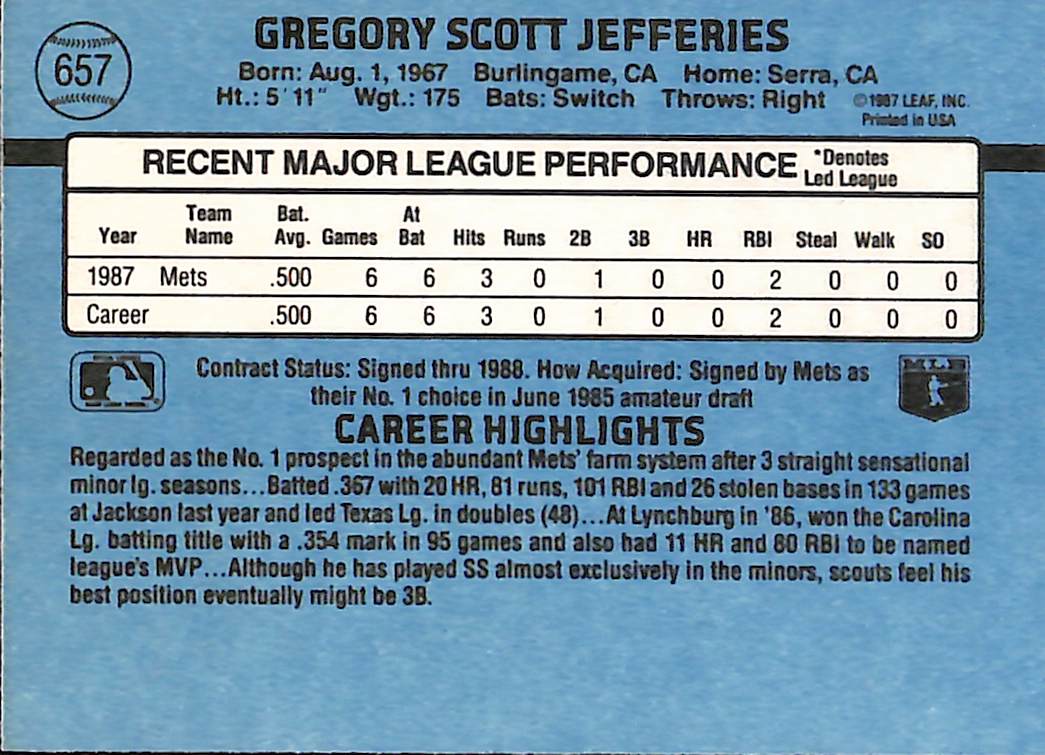 657
GREGORY SCOTT JEFFERIES
Born: Aug. 1, 1967 Burlingame, CA Home: Serra, CA
Ht.: 5' 11" Wgt.: 175 Bats: Switch Throws: Right ©1987 LEAF, INC.
Printed in USA
RECENT MAJOR LEAGUE PERFORMANCE *Denotes
Led League
Year Team Name Bat. Avg. Games At Bat Hits Runs 2B 3B HR RBI Steal Walk SO
1987 Mets .500 6 6 3 0 1 0 0 2 0 0 0
Career .500 6 6 3 0 1 0 0 2 0 0 0
Contract Status: Signed thru 1988. How Acquired: Signed by Mets as
their No. 1 choice in June 1985 amateur draft
MLB
CAREER HIGHLIGHTS
Regarded as the No. 1 prospect in the abundant Mets' farm system after 3 straight sensational
minor lg. seasons...Batted .367 with 20 HR, 81 runs, 101 RBI and 26 stolen bases in 133 games
at Jackson last year and led Texas Lg. in doubles (48)...At Lynchburg in '86, won the Carolina
Lg. batting title with a .354 mark in 95 games and also had 11 HR and 80 RBI to be named
league's MVP...Although he has played SS almost exclusively in the minors, scouts feel his
best position eventually might be 3B.